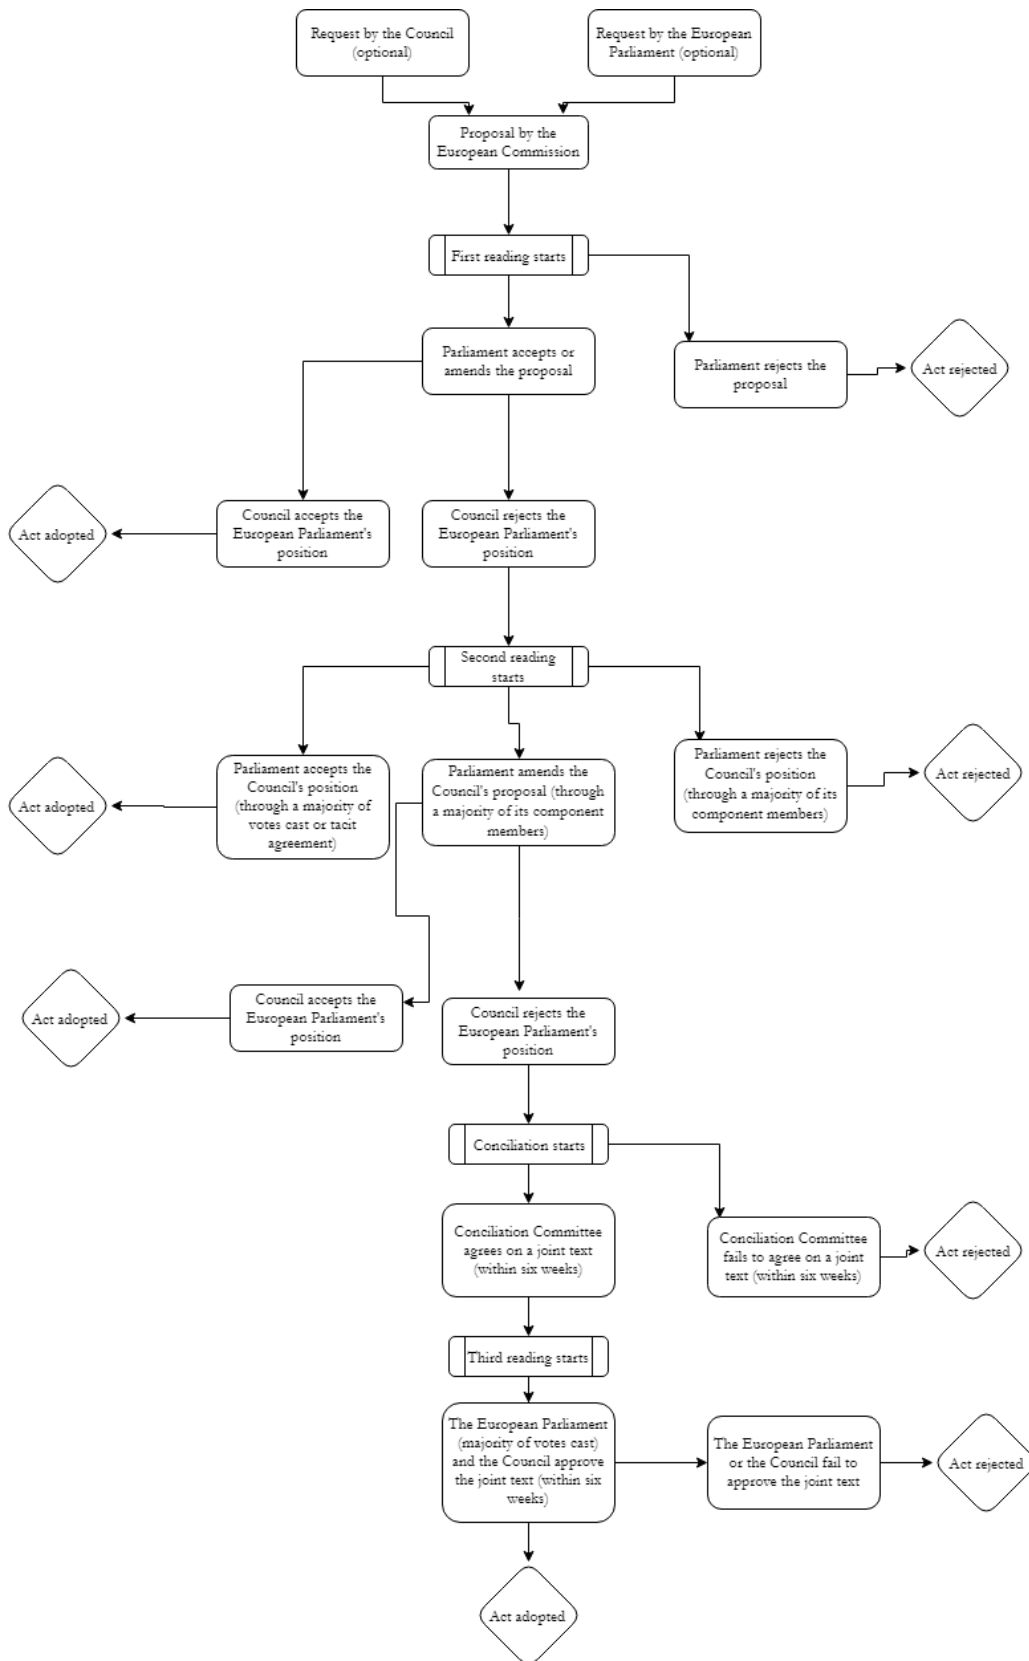 Request by the Council
(optional)
Request by the European
Parliament (optional)
Proposal by the
European Commission
First reading starts
Parliament accepts or
amends the proposal
Parliament rejects the
proposal
Act rejected
Act adopted
Council accepts the
European Parliament's
position
Council rejects the
European Parliament's
position
Second reading
starts
Act adopted
Parliament accepts the
Council's position
(through a majority of
votes cast or tacit
agreement)
Parliament amends the
Council's proposal (through
a majority of its component
members)
Parliament rejects the
Council's position
(through a majority of its
component members)
Act rejected
Act adopted
Council accepts the
European Parliament's
position
Council rejects the
European Parliament's
position
Conciliation starts
Conciliation Committee
agrees on a joint text
(within six weeks)
Conciliation Committee
fails to agree on a joint
text (within six weeks)
Act rejected
Third reading starts
The European Parliament
(majority of votes cast)
and the Council approve
the joint text (within six
weeks)
The European Parliament
or the Council fail to
approve the joint text
Act rejected
Act adopted